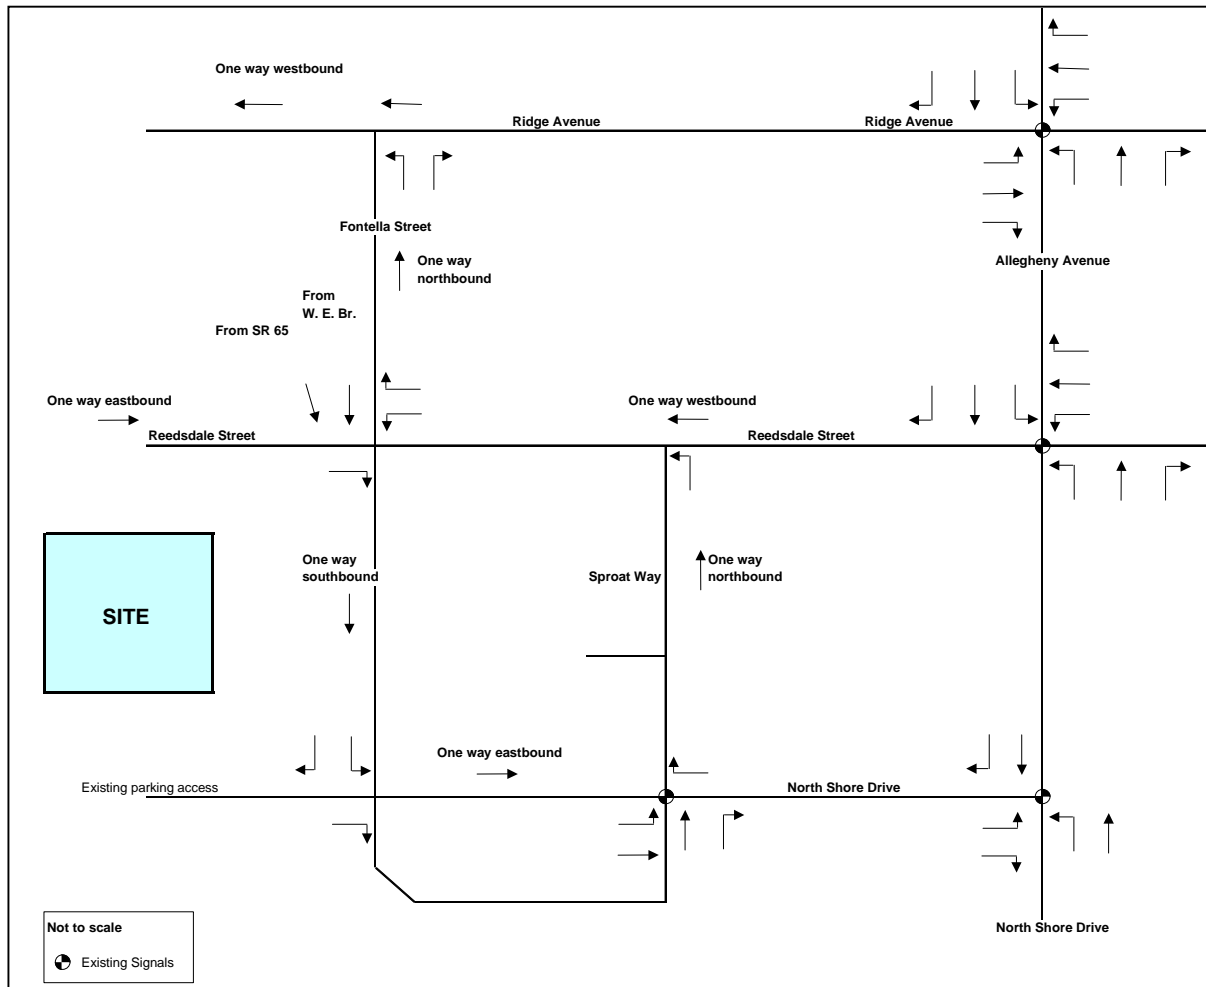 One way westbound
Ridge Avenue
Ridge Avenue
Fontella Street
One way
northbound
Allegheny Avenue
From
W. E. Br.
From SR 65
One way eastbound
One way westbound
Reedsdale Street
Reedsdale Street
One way
southbound
Sproat Way
One way
northbound
SITE
One way eastbound
Existing parking access
North Shore Drive
Not to scale
Existing Signals
North Shore Drive